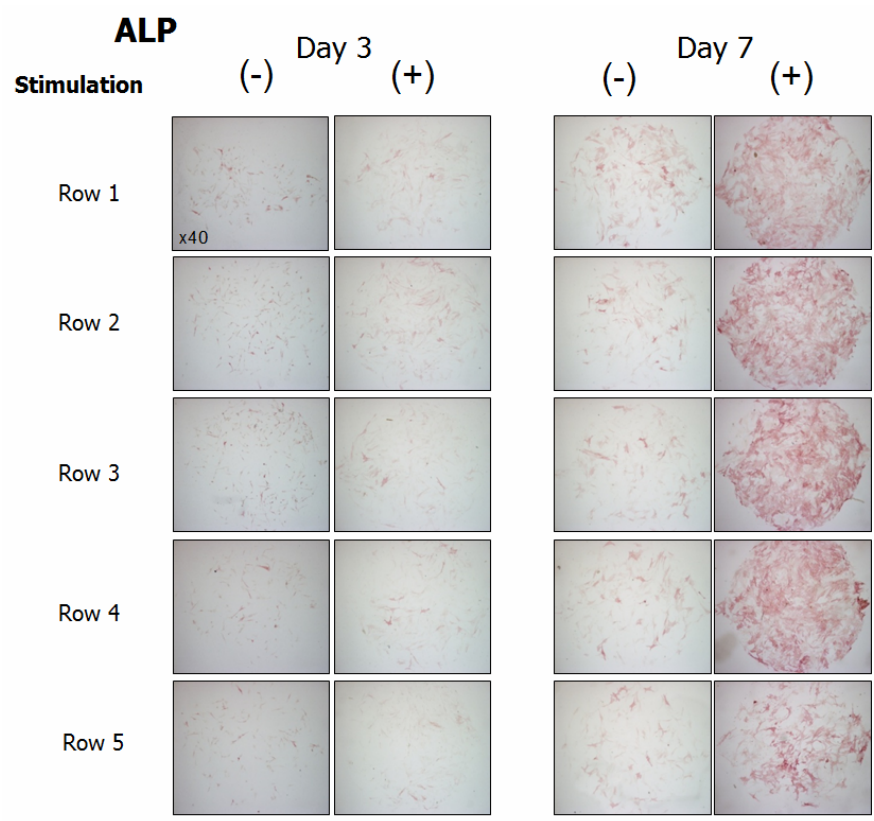 ALP
Day 3
Day 7
Stimulation
(-)
(+)
(-)
(+)
Row 1
x40
Row 2
Row 3
Row 4
Row 5